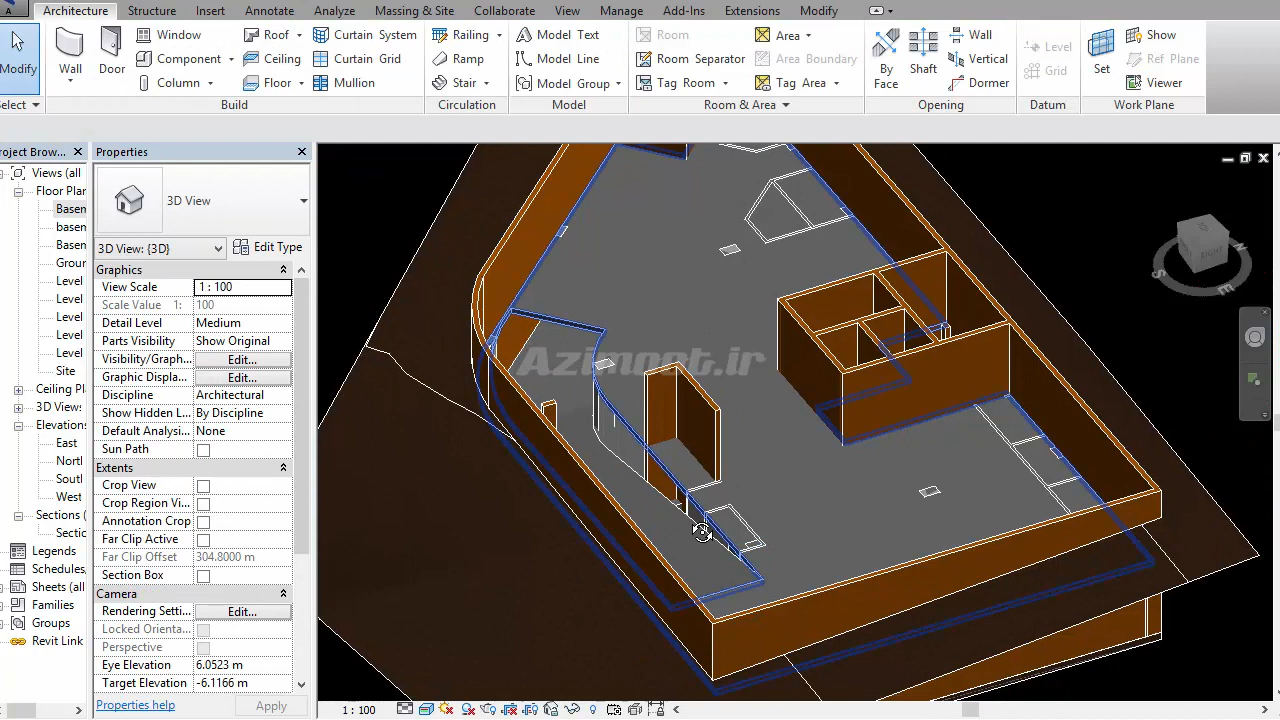 A
Architecture Structure Insert Annotate Analyze Massing & Site Collaborate View Manage Add-Ins Extensions Modify
Modify
Select
Wall
Door
Window
Component
Column
Roof
Ceiling
Floor
Curtain System
Curtain Grid
Mullion
Build
Railing
Ramp
Stair
Circulation
Model Text
Model Line
Model Group
Model
Room
Room Separator
Tag Room
Area
Area Boundary
Tag Area
Room & Area
By
Face
Shaft
Wall
Vertical
Dormer
Opening
Level
Grid
Datum
Set
Show
Ref Plane
Viewer
Work Plane
roject Brow...
Views (all
Floor Plar
Basen
basen
Basen
Grour
Level
Level
Level
Level
Level
Site
Ceiling Pl
3D Views
Elevations
East
Nortl
Soutl
West
Sections (
Sectic
Legends
Schedules,
Sheets (all
Families
Groups
Revit Link
Properties
3D View
3D View: {3D} Edit Type
Graphics
View Scale 1 : 100
Scale Value 1: 100
Detail Level Medium
Parts Visibility Show Original
Visibility/Graph... Edit...
Graphic Displa... Edit...
Discipline Architectural
Show Hidden L... By Discipline
Default Analysi... None
Sun Path
Extents
Crop View
Crop Region Vi...
Annotation Crop
Far Clip Active
Far Clip Offset 304.8000 m
Section Box
Camera
Rendering Setti... Edit...
Locked Orienta...
Perspective
Eye Elevation 6.0523 m
Target Elevation -6.1166 m
Properties help Apply
Azimoot.ir
RIGHT
N
S
1 : 100